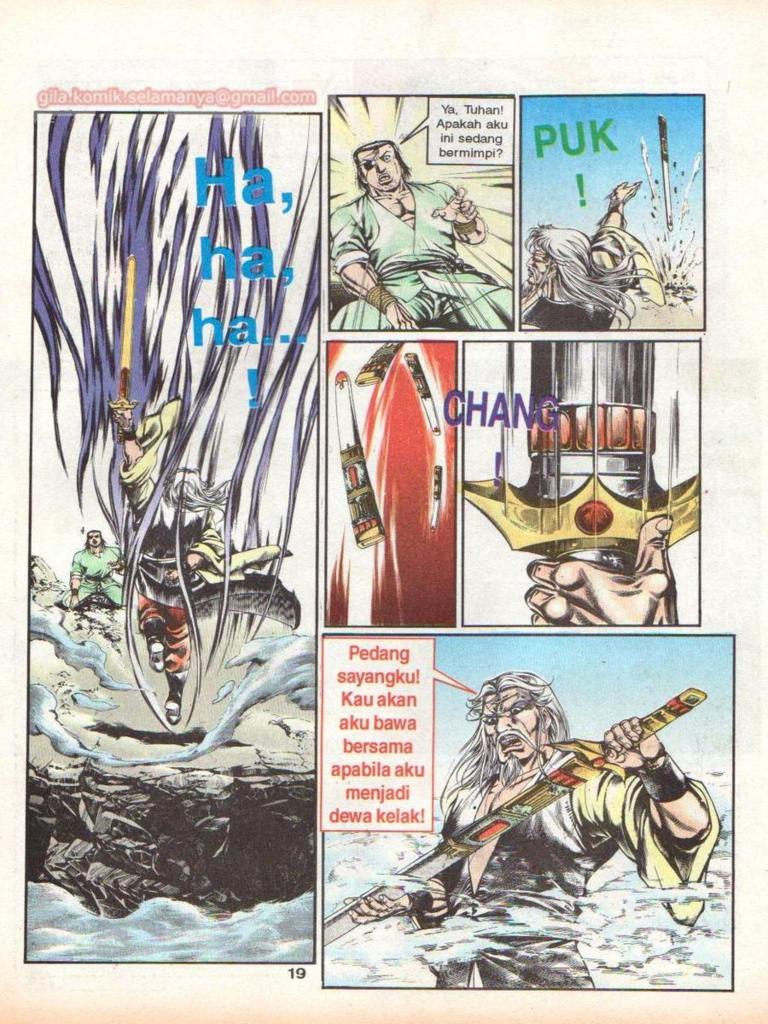 gila.komik.selamanya@gmail.com
Ha,
ha,
ha...
!
Ya, Tuhan!
Apakah aku
ini sedang
bermimpi?
PUK
!
CHANG
!
Pedang
sayangku!
Kau akan
aku bawa
bersama
apabila aku
menjadi
dewa kelak!
19